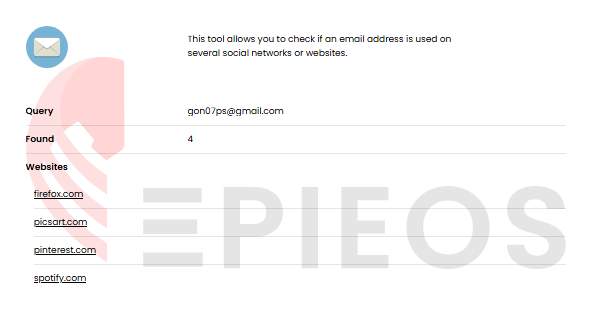 This tool allows you to check if an email address is used on
several social networks or websites.
Query gon07ps@gmail.com
Found 4
Websites
firefox.com
picsart.com
EPIEOS
pinterest.com
spotify.com